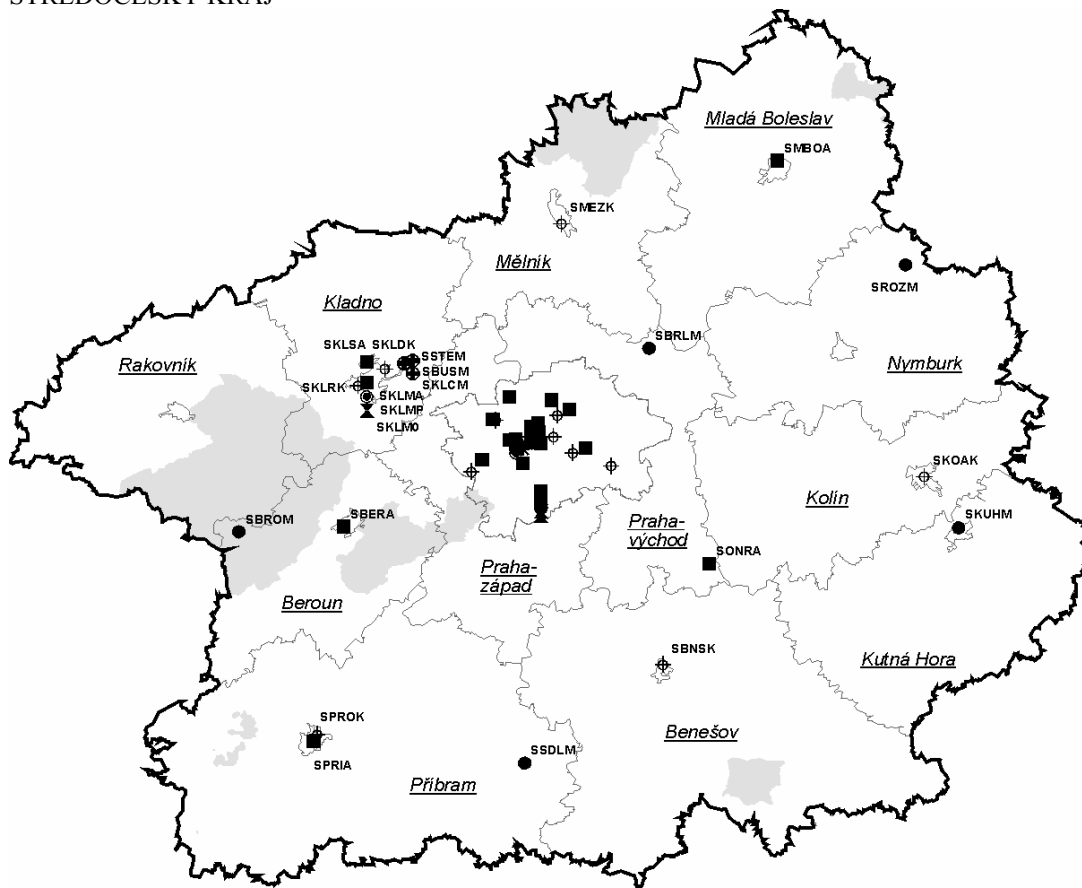 STŘEDOČESKÝ KRAJ
Mladá Boleslav
SMBOA
SMEZK
Mělník
SROZM
Kladno
SBRLM
SKLSA SKLDK
SSTEM
Rakovník
SBUSM
Nymburk
SKLCM
SKLRK
SKLMA
SKLMP
SKLM0
SKOAK
Kolín
SBROM
SBERA
SKUHM
Praha-
východ
SONRA
Praha-
západ
Beroun
SBNSK
Kutná Hora
SPROK
Benešov
SSDLM
SPRIA
Příbram